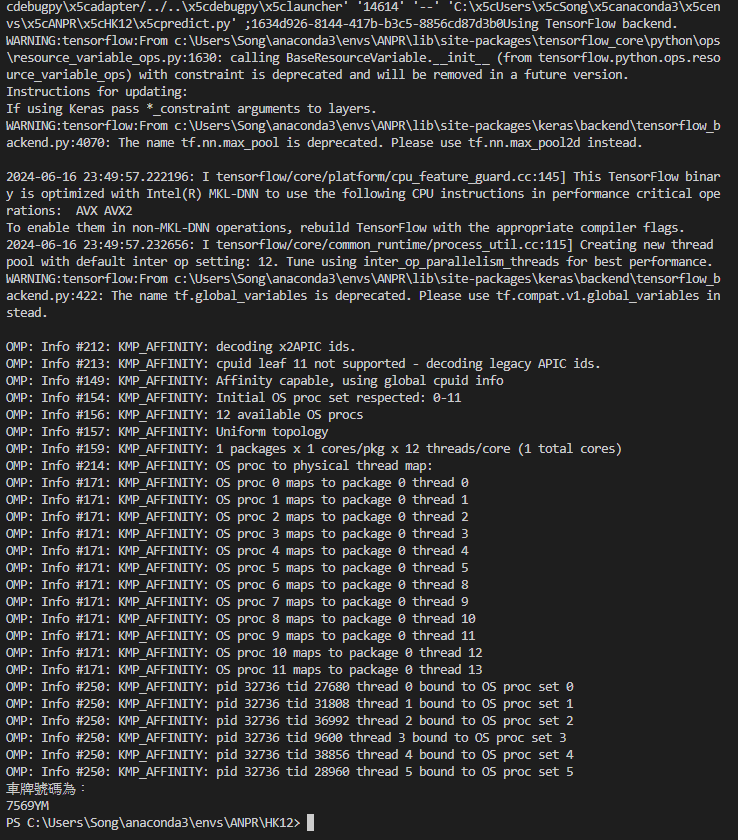 cdebugpy\x5cadapter/../..\x5cdebugpy\x5clauncher' '14614' '--' 'C:\x5cUsers\x5cSong\x5canaconda3\x5cenv
s\x5cANPR\x5cHK12\x5cpredict.py' ;1634d926-8144-417b-b3c5-8856cd87d3b0Using TensorFlow backend.
WARNING:tensorflow:From c:\Users\Song\anaconda3\envs\ANPR\lib\site-packages\tensorflow_core\python\ops
\resource_variable_ops.py:1630: calling BaseResourceVariable.__init__ (from tensorflow.python.ops.reso
urce_variable_ops) with constraint is deprecated and will be removed in a future version.
Instructions for updating:
If using Keras pass *_constraint arguments to layers.
WARNING:tensorflow:From c:\Users\Song\anaconda3\envs\ANPR\lib\site-packages\keras\backend\tensorflow_b
ackend.py:4070: The name tf.nn.max_pool is deprecated. Please use tf.nn.max_pool2d instead.
2024-06-16 23:49:57.222196: I tensorflow/core/platform/cpu_feature_guard.cc:145] This TensorFlow binar
y is optimized with Intel(R) MKL-DNN to use the following CPU instructions in performance critical ope
rations:  AVX AVX2
To enable them in non-MKL-DNN operations, rebuild TensorFlow with the appropriate compiler flags.
2024-06-16 23:49:57.232656: I tensorflow/core/common_runtime/process_util.cc:115] Creating new thread
pool with default inter op setting: 12. Tune using inter_op_parallelism_threads for best performance.
WARNING:tensorflow:From c:\Users\Song\anaconda3\envs\ANPR\lib\site-packages\keras\backend\tensorflow_b
ackend.py:422: The name tf.global_variables is deprecated. Please use tf.compat.v1.global_variables in
stead.
OMP: Info #212: KMP_AFFINITY: decoding x2APIC ids.
OMP: Info #213: KMP_AFFINITY: cpuid leaf 11 not supported - decoding legacy APIC ids.
OMP: Info #149: KMP_AFFINITY: Affinity capable, using global cpuid info
OMP: Info #154: KMP_AFFINITY: Initial OS proc set respected: 0-11
OMP: Info #156: KMP_AFFINITY: 12 available OS procs
OMP: Info #157: KMP_AFFINITY: Uniform topology
OMP: Info #159: KMP_AFFINITY: 1 packages x 1 cores/pkg x 12 threads/core (1 total cores)
OMP: Info #214: KMP_AFFINITY: OS proc to physical thread map:
OMP: Info #171: KMP_AFFINITY: OS proc 0 maps to package 0 thread 0
OMP: Info #171: KMP_AFFINITY: OS proc 1 maps to package 0 thread 1
OMP: Info #171: KMP_AFFINITY: OS proc 2 maps to package 0 thread 2
OMP: Info #171: KMP_AFFINITY: OS proc 3 maps to package 0 thread 3
OMP: Info #171: KMP_AFFINITY: OS proc 4 maps to package 0 thread 4
OMP: Info #171: KMP_AFFINITY: OS proc 5 maps to package 0 thread 5
OMP: Info #171: KMP_AFFINITY: OS proc 6 maps to package 0 thread 8
OMP: Info #171: KMP_AFFINITY: OS proc 7 maps to package 0 thread 9
OMP: Info #171: KMP_AFFINITY: OS proc 8 maps to package 0 thread 10
OMP: Info #171: KMP_AFFINITY: OS proc 9 maps to package 0 thread 11
OMP: Info #171: KMP_AFFINITY: OS proc 10 maps to package 0 thread 12
OMP: Info #171: KMP_AFFINITY: OS proc 11 maps to package 0 thread 13
OMP: Info #250: KMP_AFFINITY: pid 32736 tid 27680 thread 0 bound to OS proc set 0
OMP: Info #250: KMP_AFFINITY: pid 32736 tid 31808 thread 1 bound to OS proc set 1
OMP: Info #250: KMP_AFFINITY: pid 32736 tid 36992 thread 2 bound to OS proc set 2
OMP: Info #250: KMP_AFFINITY: pid 32736 tid 9600 thread 3 bound to OS proc set 3
OMP: Info #250: KMP_AFFINITY: pid 32736 tid 38856 thread 4 bound to OS proc set 4
OMP: Info #250: KMP_AFFINITY: pid 32736 tid 28960 thread 5 bound to OS proc set 5
車牌號碼為：
7569YM
PS C:\Users\Song\anaconda3\envs\ANPR\HK12>